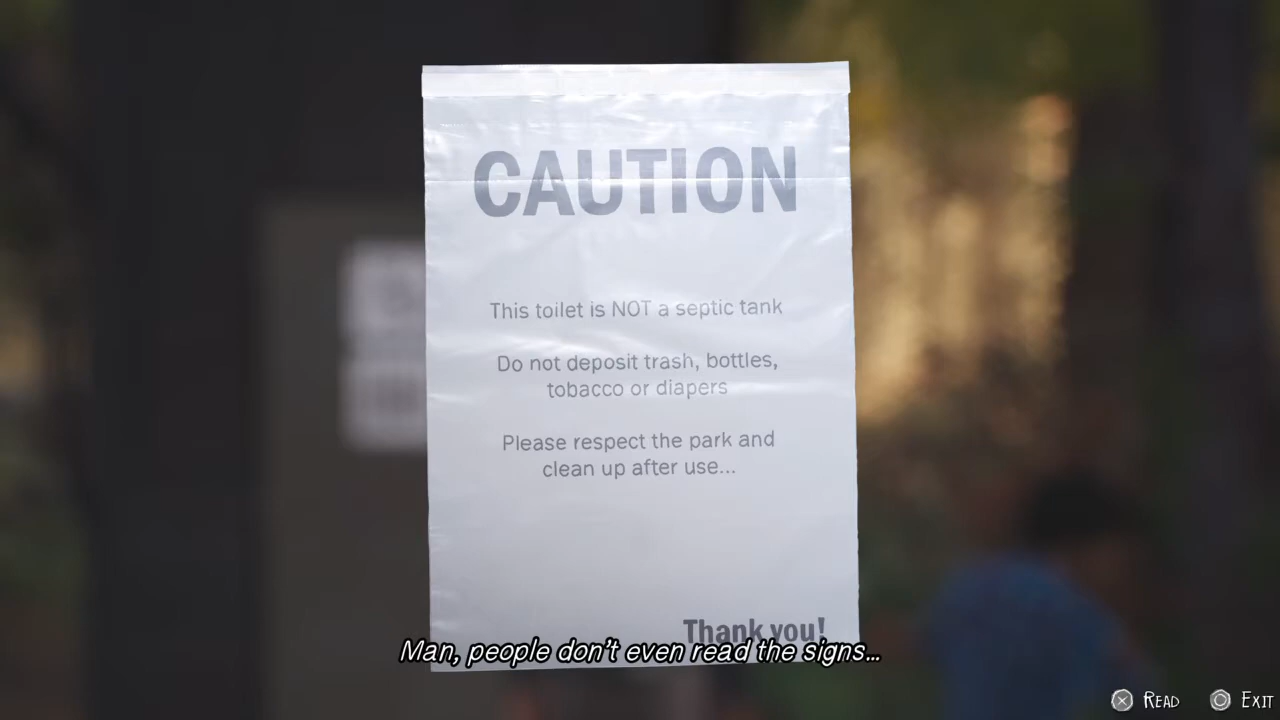 CAUTION
This toilet is NOT a septic tank
Do not deposit trash, bottles,
tobacco or diapers
Please respect the park and
clean up after use...
Thank you!
Man, people don't even read the signs...
READ
EXIT